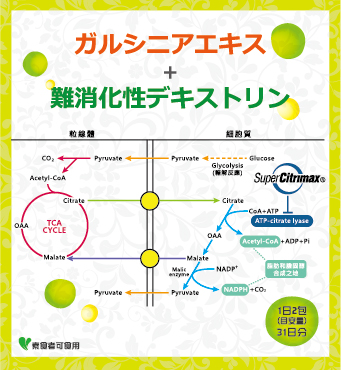 ガルシニアエキス
+
難消化性デキストリン
粒線體
細胞質
CO₂
Pyruvate
Pyruvate
Glucose
Glycolysis
(糖解反應)
Acetyl-CoA
SuperCitrimax®
Citrate
Citrate
CoA+ATP
ATP-citrate lyase
OAA
TCA
CYCLE
OAA
Acetyl-CoA +ADP+Pi
Malate
Malate
脂肪和膽固醇
合成之地
Malic
enzyme
NADP⁺
Pyruvate
Pyruvate
NADPH +CO₂
1日2包
(目安量)
31日分
素食者可食用